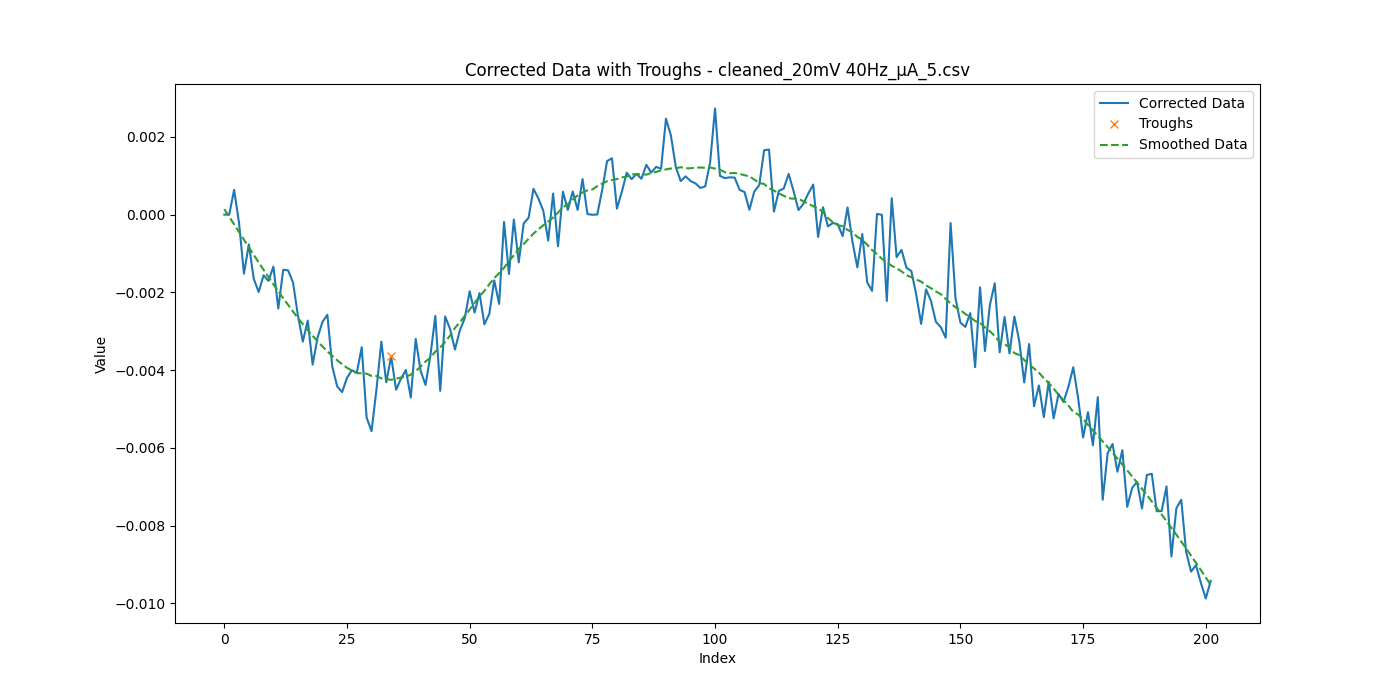 Corrected Data with Troughs - cleaned_20mV 40Hz_μA_5.csv
Corrected Data
Troughs
Smoothed Data
0.002
0.000
−0.002
−0.004
−0.006
−0.008
−0.010
Value
0 25 50 75 100 125 150 175 200
Index